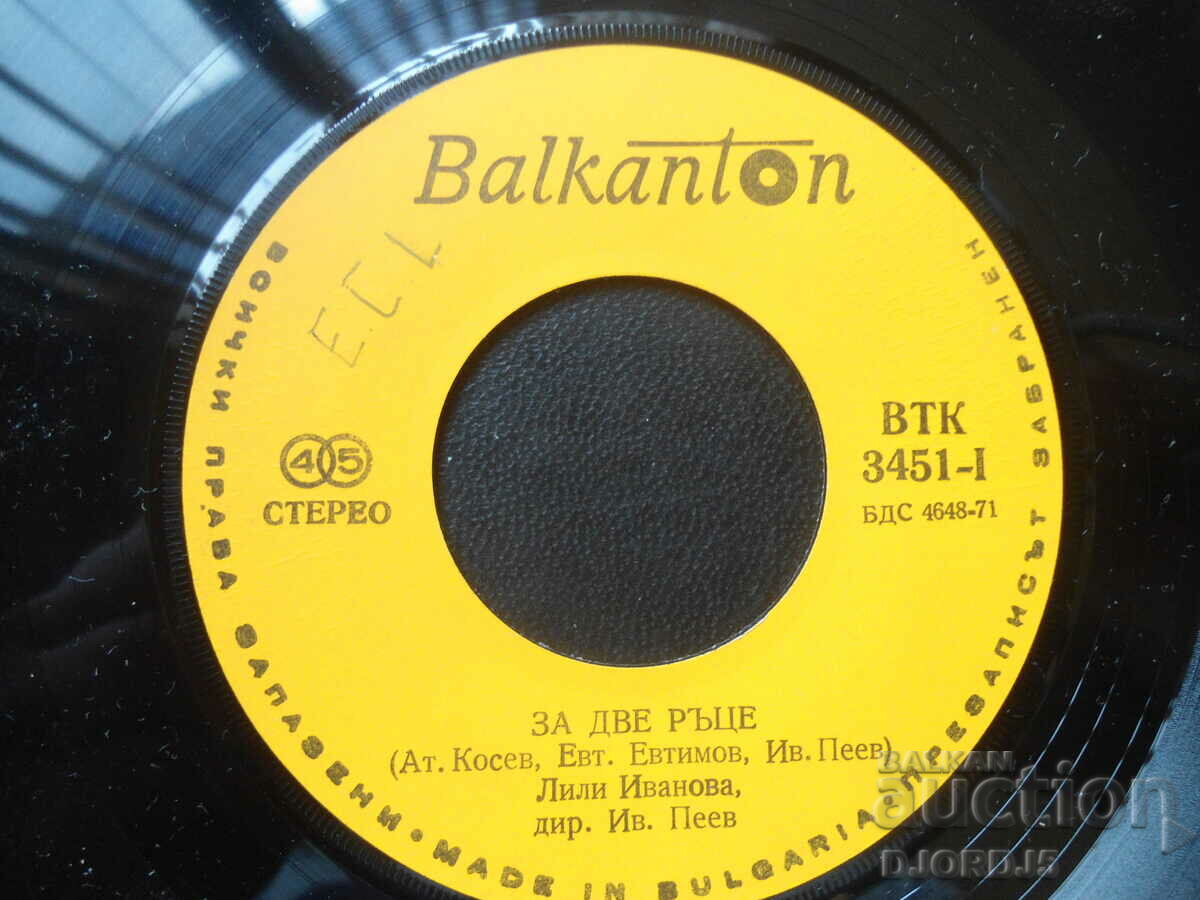 Balkanton
ВСИЧКИ ПРАВА ЗАПАЗЕНИ • MADE IN BULGARIA • ПРЕЗАПИСЪТ ЗАБРАНЕН
45
СТЕРЕО
ВТК
3451-I
БДС 4648-71
ЗА ДВЕ РЪЦЕ
(Ат. Косев, Евт. Евтимов, Ив. Пеев)
Лили Иванова,
дир. Ив. Пеев
BALKAN
auction
DJORDJ5